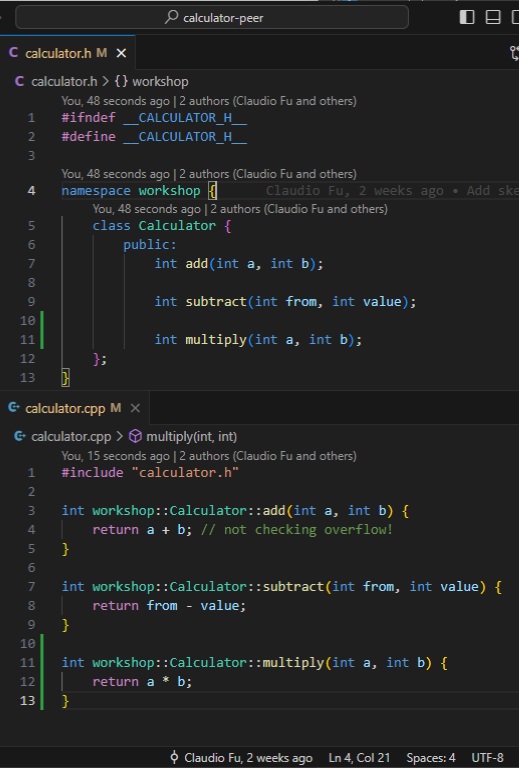 calculator-peer
C calculator.h M ×
C calculator.h > {} workshop
You, 48 seconds ago | 2 authors (Claudio Fu and others)
1 #ifndef __CALCULATOR_H__
2 #define __CALCULATOR_H__
3
You, 48 seconds ago | 2 authors (Claudio Fu and others)
4 namespace workshop { Claudio Fu, 2 weeks ago • Add ske
You, 48 seconds ago | 2 authors (Claudio Fu and others)
5 class Calculator {
6 public:
7 int add(int a, int b);
8
9 int subtract(int from, int value);
10
11 int multiply(int a, int b);
12 };
13 }
calculator.cpp M ×
calculator.cpp > multiply(int, int)
You, 15 seconds ago | 2 authors (Claudio Fu and others)
1 #include "calculator.h"
2
3 int workshop::Calculator::add(int a, int b) {
4 return a + b; // not checking overflow!
5 }
6
7 int workshop::Calculator::subtract(int from, int value) {
8 return from - value;
9 }
10
11 int workshop::Calculator::multiply(int a, int b) {
12 return a * b;
13 }
Claudio Fu, 2 weeks ago Ln 4, Col 21 Spaces: 4 UTF-8